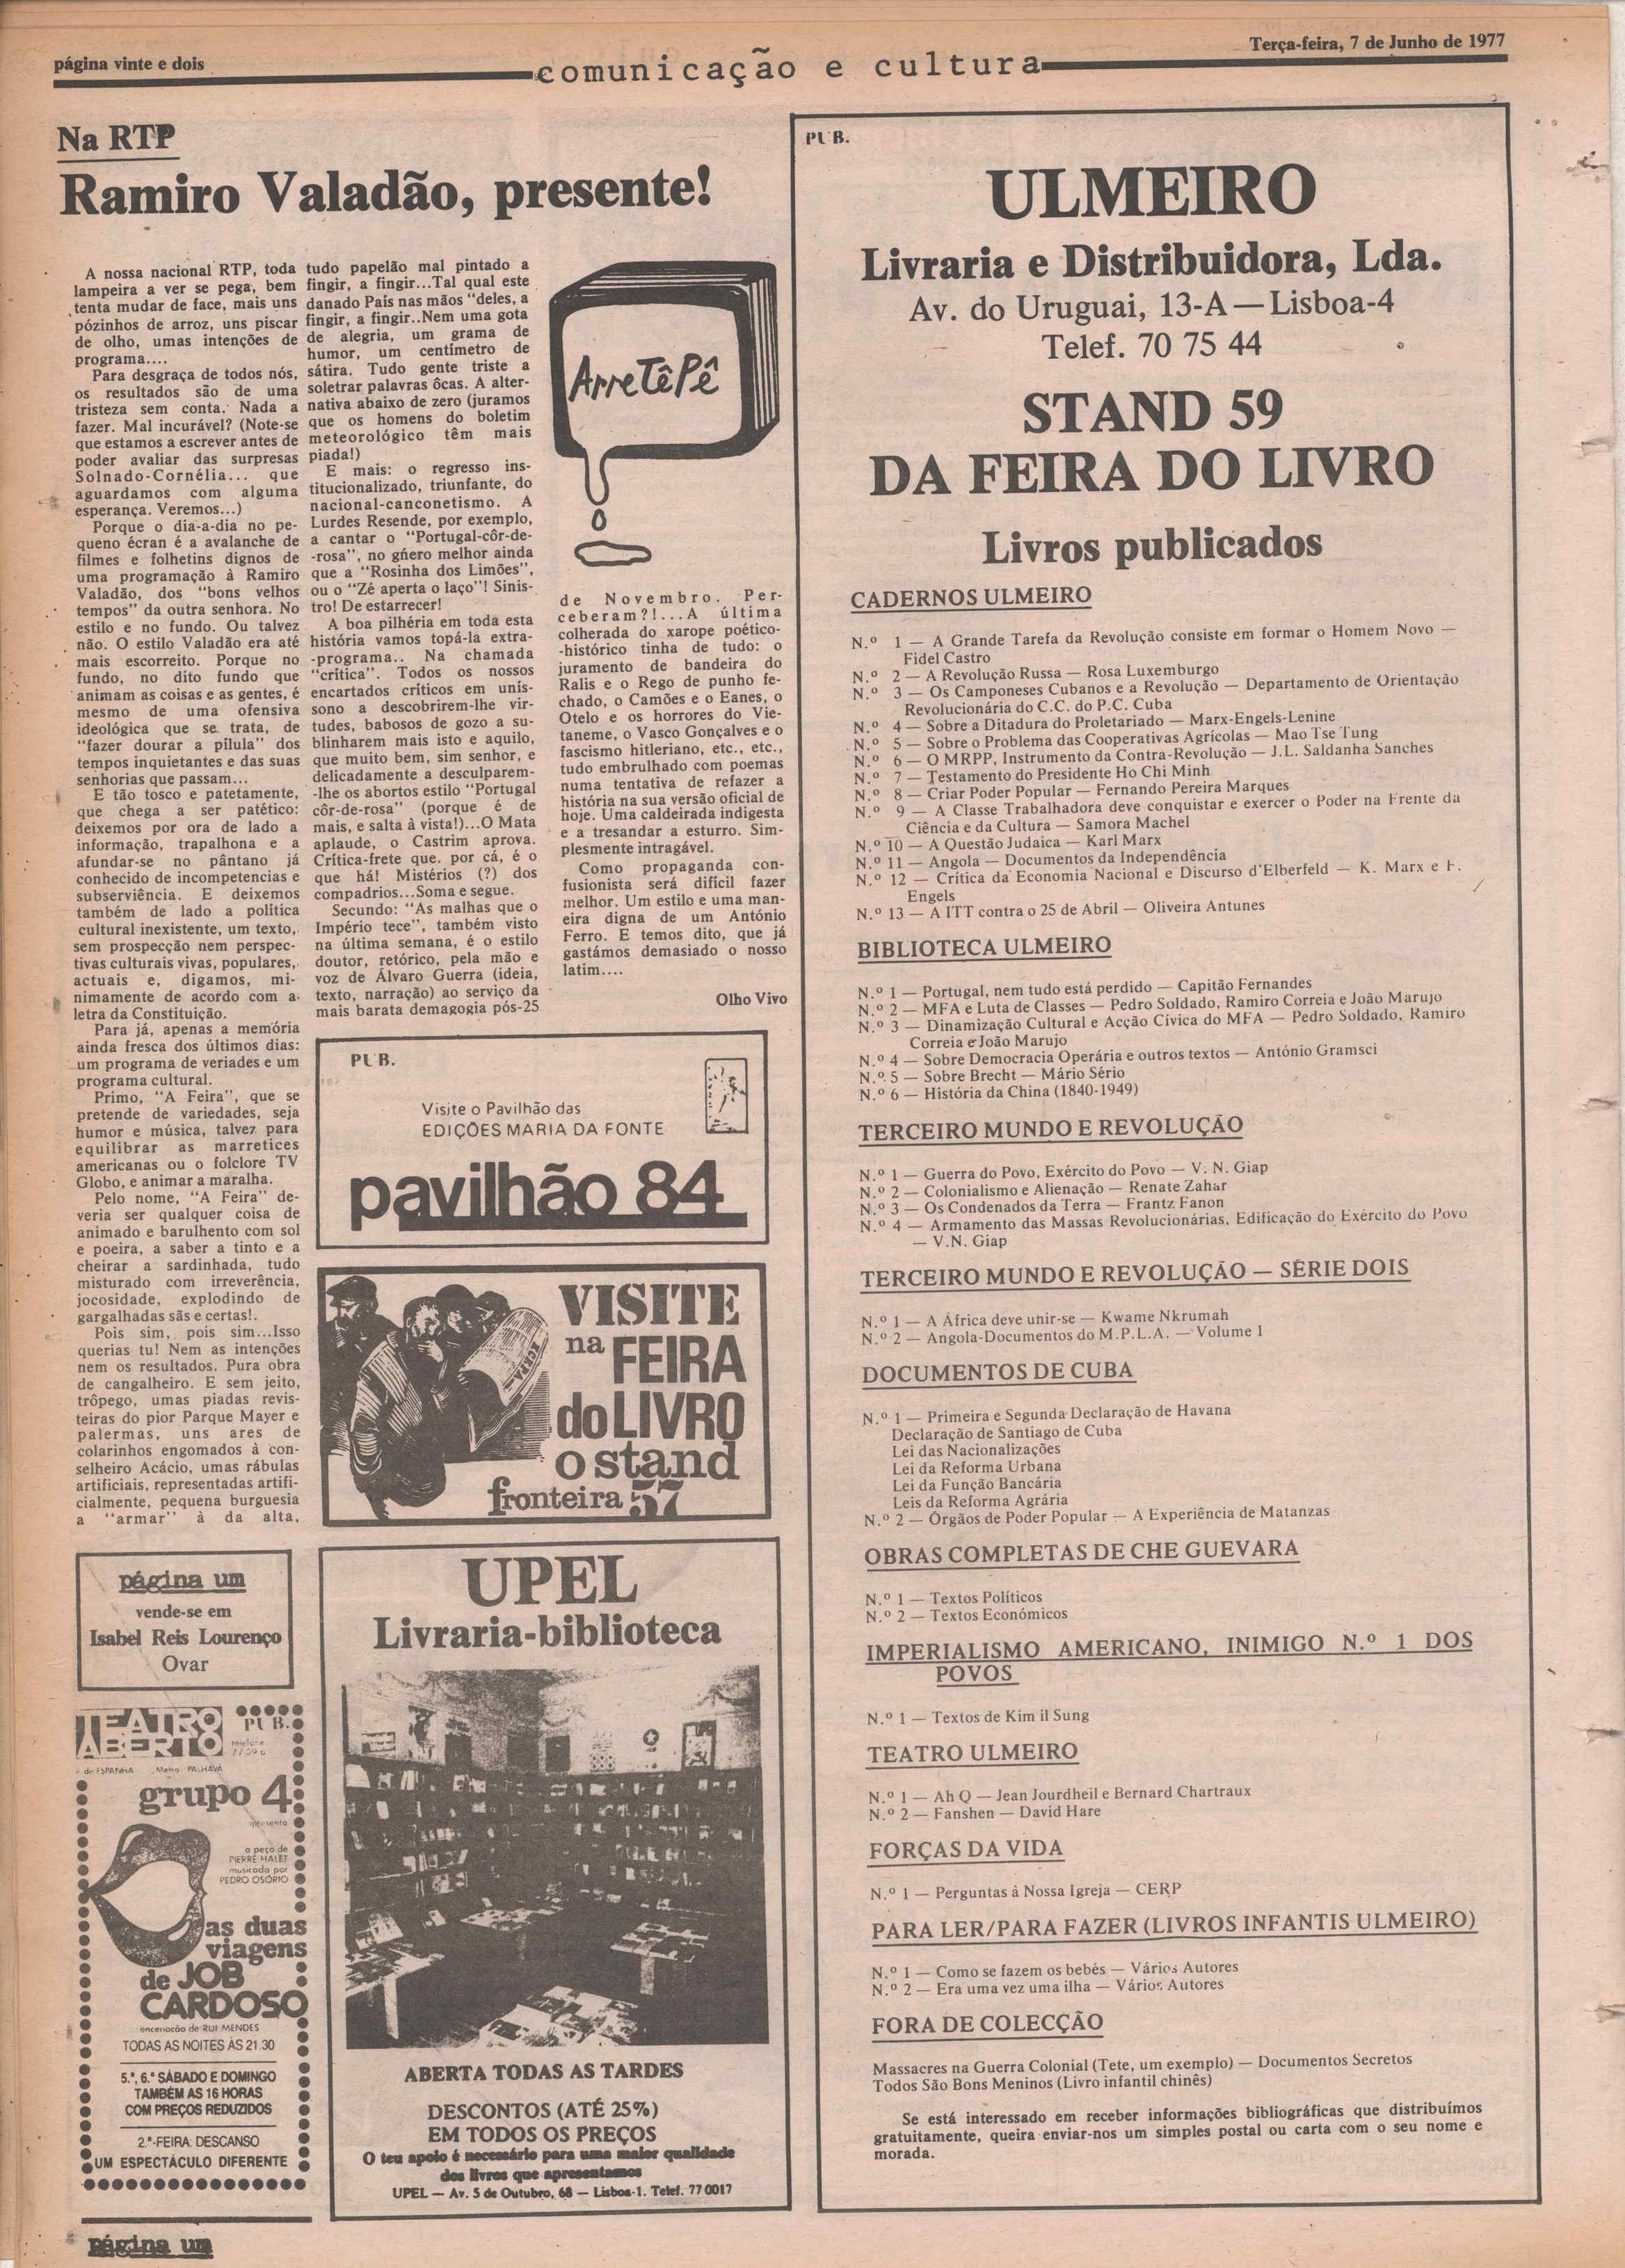 página vinte e dois
comunicação e cultura
Terça-feira, 7 de Junho de 1977
Na RTP
Ramiro Valadão, presente!
A nossa nacional RTP, toda
lampeira a ver se pega, bem
tenta mudar de face, mais uns
pózinhos de arroz, uns piscar
de olho, umas intenções de
programa....
Para desgraça de todos nós,
os resultados são de uma
tristeza sem conta. Nada a
fazer. Mal incurável? (Note-se
que estamos a escrever antes de
poder avaliar das surpresas
Solnado-Cornélia... que
aguardamos com alguma
esperança. Veremos...)
Porque o dia-a-dia no pe-
queno écran é a avalanche de
filmes e folhetins dignos de
uma programação à Ramiro
Valadão, dos "bons velhos
tempos" da outra senhora. No
estilo e no fundo. Ou talvez
não. O estilo Valadão era até
mais escorreito. Porque no
fundo, no dito fundo que
animam as coisas e as gentes, é
mesmo de uma ofensiva
ideológica que se trata, de
"fazer dourar a pílula" dos
tempos inquietantes e das suas
senhorias que passam...
E tão tosco e patetamente,
que chega a ser patético:
deixemos por ora de lado a
informação, trapalhona e a
afundar-se no pântano já
conhecido de incompetencias e
subserviência. E deixemos
também de lado a política
cultural inexistente, um texto,
sem prospecção nem perspec-
tivas culturais vivas, populares,
actuais e, digamos, mi-
nimamente de acordo com a
letra da Constituição.
Para já, apenas a memória
ainda fresca dos últimos dias:
um programa de veriades e um
programa cultural.
Primo, "A Feira", que se
pretende de variedades, seja
humor e música, talvez para
equilibrar as marretices
americanas ou o folclore TV
Globo, e animar a maralha.
Pelo nome, "A Feira" de-
veria ser qualquer coisa de
animado e barulhento com sol
e poeira, a saber a tinto e a
cheirar a sardinhada, tudo
misturado com irreverência,
jocosidade, explodindo de
gargalhadas sãs e certas!.
Pois sim, pois sim...Isso
querias tu! Nem as intenções
nem os resultados. Pura obra
de cangalheiro. E sem jeito,
trôpego, umas piadas revis-
teiras do pior Parque Mayer e
palermas, uns ares de
colarinhos engomados à con-
selheiro Acácio, umas rábulas
artificiais, representadas artifi-
cialmente, pequena burguesia
a "armar" à da alta,
tudo papelão mal pintado a
fingir, a fingir...Tal qual este
danado País nas mãos "deles, a
fingir, a fingir..Nem uma gota
de alegria, um grama de
humor, um centímetro de
sátira. Tudo gente triste a
soletrar palavras ôcas. A alter-
nativa abaixo de zero (juramos
que os homens do boletim
meteorológico têm mais
piada!)
E mais: o regresso ins-
titucionalizado, triunfante, do
nacional-canconetismo. A
Lurdes Resende, por exemplo,
a cantar o "Portugal-côr-de-
-rosa", no gñero melhor ainda
que a "Rosinha dos Limões",
ou o "Zé aperta o laço"! Sinis-
tro! De estarrecer!
A boa pilhéria em toda esta
história vamos topá-la extra-
-programa.. Na chamada
"crítica". Todos os nossos
encartados críticos em unís-
sono a descobrirem-lhe vir-
tudes, babosos de gozo a su-
blinharem mais isto e aquilo,
que muito bem, sim senhor, e
delicadamente a desculparem-
-lhe os abortos estilo "Portugal
côr-de-rosa" (porque é de
mais, e salta à vista!)...O Mata
aplaude, o Castrim aprova.
Crítica-frete que. por cá, é o
que há! Mistérios (?) dos
compadrios...Soma e segue.
Secundo: "As malhas que o
Império tece", também visto
na última semana, é o estilo
doutor, retórico, pela mão e
voz de Álvaro Guerra (ideia,
texto, narração) ao serviço da
mais barata demagogia pós-25
ArreTêPê
de Novembro. Per-
ceberam?!...A última
colherada do xarope poético-
-histórico tinha de tudo: o
juramento de bandeira do
Ralis e o Rego de punho fe-
chado, o Camões e o Eanes, o
Otelo e os horrores do Vie-
taneme, o Vasco Gonçalves e o
fascismo hitleriano, etc., etc.,
tudo embrulhado com poemas
numa tentativa de refazer a
história na sua versão oficial de
hoje. Uma caldeirada indigesta
e a tresandar a esturro. Sim-
plesmente intragável.
Como propaganda con-
fusionista será difícil fazer
melhor. Um estilo e uma man-
eira digna de um António
Ferro. E temos dito, que já
gastámos demasiado o nosso
latim....
Olho Vivo
PUB.
Visite o Pavilhão das
EDIÇÕES MARIA DA FONTE
pavilhão 84
VISITE
na FEIRA
do LIVRO
o stand
fronteira 57
página um
vende-se em
Isabel Reis Lourenço
Ovar
TEATRO
ABERTO
PUB.
de ESPANHA Metro PALHAVÃ
grupo 4
apresenta
a peça de
PIERRE HALET
musicada por
PEDRO OSÓRIO
as duas
viagens
de JOB
CARDOSO
encenacão de RUI MENDES
TODAS AS NOITES ÀS 21.30
5.ª, 6.ª SÁBADO E DOMINGO
TAMBÉM AS 16 HORAS
COM PREÇOS REDUZIDOS
2.ª-FEIRA: DESCANSO
UM ESPECTÁCULO DIFERENTE
UPEL
Livraria-biblioteca
ABERTA TODAS AS TARDES
DESCONTOS (ATÉ 25%)
EM TODOS OS PREÇOS
O teu apoio é necessário para uma maior qualidade
dos livros que apresentamos
UPEL — Av. 5 de Outubro, 68 — Lisboa-1. Telef. 77 0017
página um
PUB.
ULMEIRO
Livraria e Distribuidora, Lda.
Av. do Uruguai, 13-A — Lisboa-4
Telef. 70 75 44
STAND 59
DA FEIRA DO LIVRO
Livros publicados
CADERNOS ULMEIRO
N.º 1 — A Grande Tarefa da Revolução consiste em formar o Homem Novo —
Fidel Castro
N.º 2 — A Revolução Russa — Rosa Luxemburgo
N.º 3 — Os Camponeses Cubanos e a Revolução — Departamento de Orientação
Revolucionária do C.C. do P.C. Cuba
N.º 4 — Sobre a Ditadura do Proletariado — Marx-Engels-Lenine
N.º 5 — Sobre o Problema das Cooperativas Agrícolas — Mao Tse Tung
N.º 6 — O MRPP, Instrumento da Contra-Revolução — J.L. Saldanha Sanches
N.º 7 — Testamento do Presidente Ho Chi Minh
N.º 8 — Criar Poder Popular — Fernando Pereira Marques
N.º 9 — A Classe Trabalhadora deve conquistar e exercer o Poder na Frente da
Ciência e da Cultura — Samora Machel
N.º 10 — A Questão Judaica — Karl Marx
N.º 11 — Angola — Documentos da Independência
N.º 12 — Crítica da Economia Nacional e Discurso d'Elberfeld — K. Marx e F.
Engels
N.º 13 — A ITT contra o 25 de Abril — Oliveira Antunes
BIBLIOTECA ULMEIRO
N.º 1 — Portugal, nem tudo está perdido — Capitão Fernandes
N.º 2 — MFA e Luta de Classes — Pedro Soldado, Ramiro Correia e João Marujo
N.º 3 — Dinamização Cultural e Acção Cívica do MFA — Pedro Soldado, Ramiro
Correia e João Marujo
N.º 4 — Sobre Democracia Operária e outros textos — António Gramsci
N.º 5 — Sobre Brecht — Mário Sério
N.º 6 — História da China (1840-1949)
TERCEIRO MUNDO E REVOLUÇÃO
N.º 1 — Guerra do Povo, Exército do Povo — V. N. Giap
N.º 2 — Colonialismo e Alienação — Renate Zahar
N.º 3 — Os Condenados da Terra — Frantz Fanon
N.º 4 — Armamento das Massas Revolucionárias, Edificação do Exército do Povo
— V.N. Giap
TERCEIRO MUNDO E REVOLUÇÃO — SÉRIE DOIS
N.º 1 — A África deve unir-se — Kwame Nkrumah
N.º 2 — Angola-Documentos do M.P.L.A. — Volume 1
DOCUMENTOS DE CUBA
N.º 1 — Primeira e Segunda Declaração de Havana
Declaração de Santiago de Cuba
Lei das Nacionalizações
Lei da Reforma Urbana
Lei da Função Bancária
Leis da Reforma Agrária
N.º 2 — Órgãos de Poder Popular — A Experiência de Matanzas
OBRAS COMPLETAS DE CHE GUEVARA
N.º 1 — Textos Políticos
N.º 2 — Textos Económicos
IMPERIALISMO AMERICANO, INIMIGO N.º 1 DOS
POVOS
N.º 1 — Textos de Kim il Sung
TEATRO ULMEIRO
N.º 1 — Ah Q — Jean Jourdheil e Bernard Chartraux
N.º 2 — Fanshen — David Hare
FORÇAS DA VIDA
N.º 1 — Perguntas à Nossa Igreja — CERP
PARA LER/PARA FAZER (LIVROS INFANTIS ULMEIRO)
N.º 1 — Como se fazem os bebés — Vários Autores
N.º 2 — Era uma vez uma ilha — Vários Autores
FORA DE COLECÇÃO
Massacres na Guerra Colonial (Tete, um exemplo) — Documentos Secretos
Todos São Bons Meninos (Livro infantil chinês)
Se está interessado em receber informações bibliográficas que distribuímos
gratuitamente, queira enviar-nos um simples postal ou carta com o seu nome e
morada.